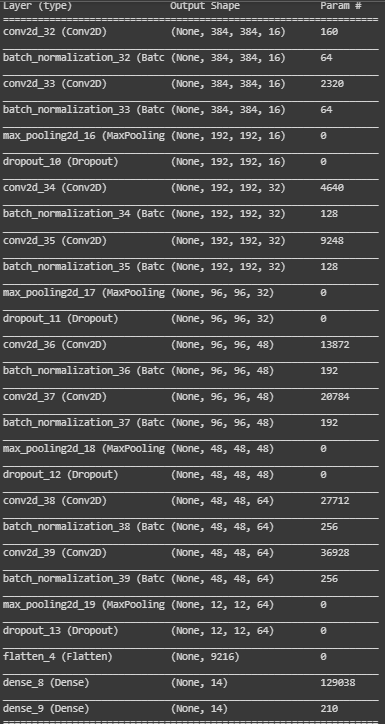 Layer (type) Output Shape Param #
conv2d_32 (Conv2D) (None, 384, 384, 16) 160
batch_normalization_32 (Batc (None, 384, 384, 16) 64
conv2d_33 (Conv2D) (None, 384, 384, 16) 2320
batch_normalization_33 (Batc (None, 384, 384, 16) 64
max_pooling2d_16 (MaxPooling (None, 192, 192, 16) 0
dropout_10 (Dropout) (None, 192, 192, 16) 0
conv2d_34 (Conv2D) (None, 192, 192, 32) 4640
batch_normalization_34 (Batc (None, 192, 192, 32) 128
conv2d_35 (Conv2D) (None, 192, 192, 32) 9248
batch_normalization_35 (Batc (None, 192, 192, 32) 128
max_pooling2d_17 (MaxPooling (None, 96, 96, 32) 0
dropout_11 (Dropout) (None, 96, 96, 32) 0
conv2d_36 (Conv2D) (None, 96, 96, 48) 13872
batch_normalization_36 (Batc (None, 96, 96, 48) 192
conv2d_37 (Conv2D) (None, 96, 96, 48) 20784
batch_normalization_37 (Batc (None, 96, 96, 48) 192
max_pooling2d_18 (MaxPooling (None, 48, 48, 48) 0
dropout_12 (Dropout) (None, 48, 48, 48) 0
conv2d_38 (Conv2D) (None, 48, 48, 64) 27712
batch_normalization_38 (Batc (None, 48, 48, 64) 256
conv2d_39 (Conv2D) (None, 48, 48, 64) 36928
batch_normalization_39 (Batc (None, 48, 48, 64) 256
max_pooling2d_19 (MaxPooling (None, 12, 12, 64) 0
dropout_13 (Dropout) (None, 12, 12, 64) 0
flatten_4 (Flatten) (None, 9216) 0
dense_8 (Dense) (None, 14) 129038
dense_9 (Dense) (None, 14) 210